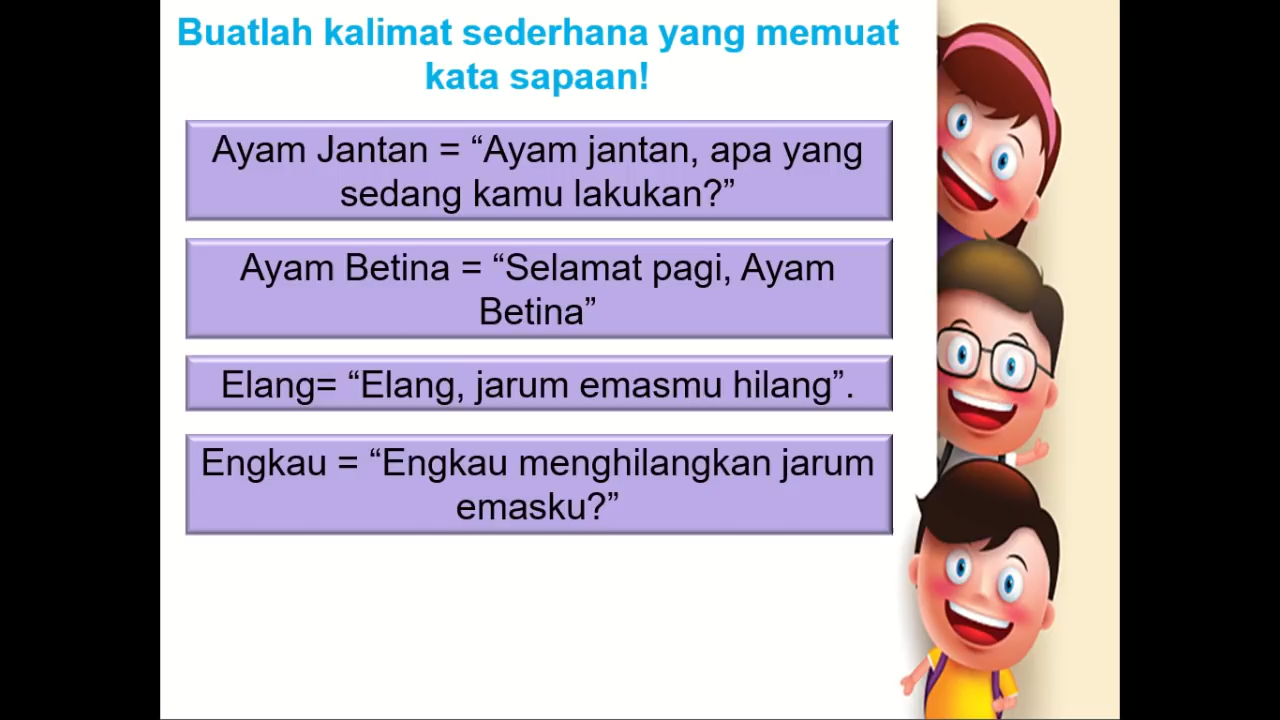 Buatlah kalimat sederhana yang memuat
kata sapaan!
Ayam Jantan = “Ayam jantan, apa yang
sedang kamu lakukan?”
Ayam Betina = “Selamat pagi, Ayam
Betina”
Elang= “Elang, jarum emasmu hilang”.
Engkau = “Engkau menghilangkan jarum
emasku?”